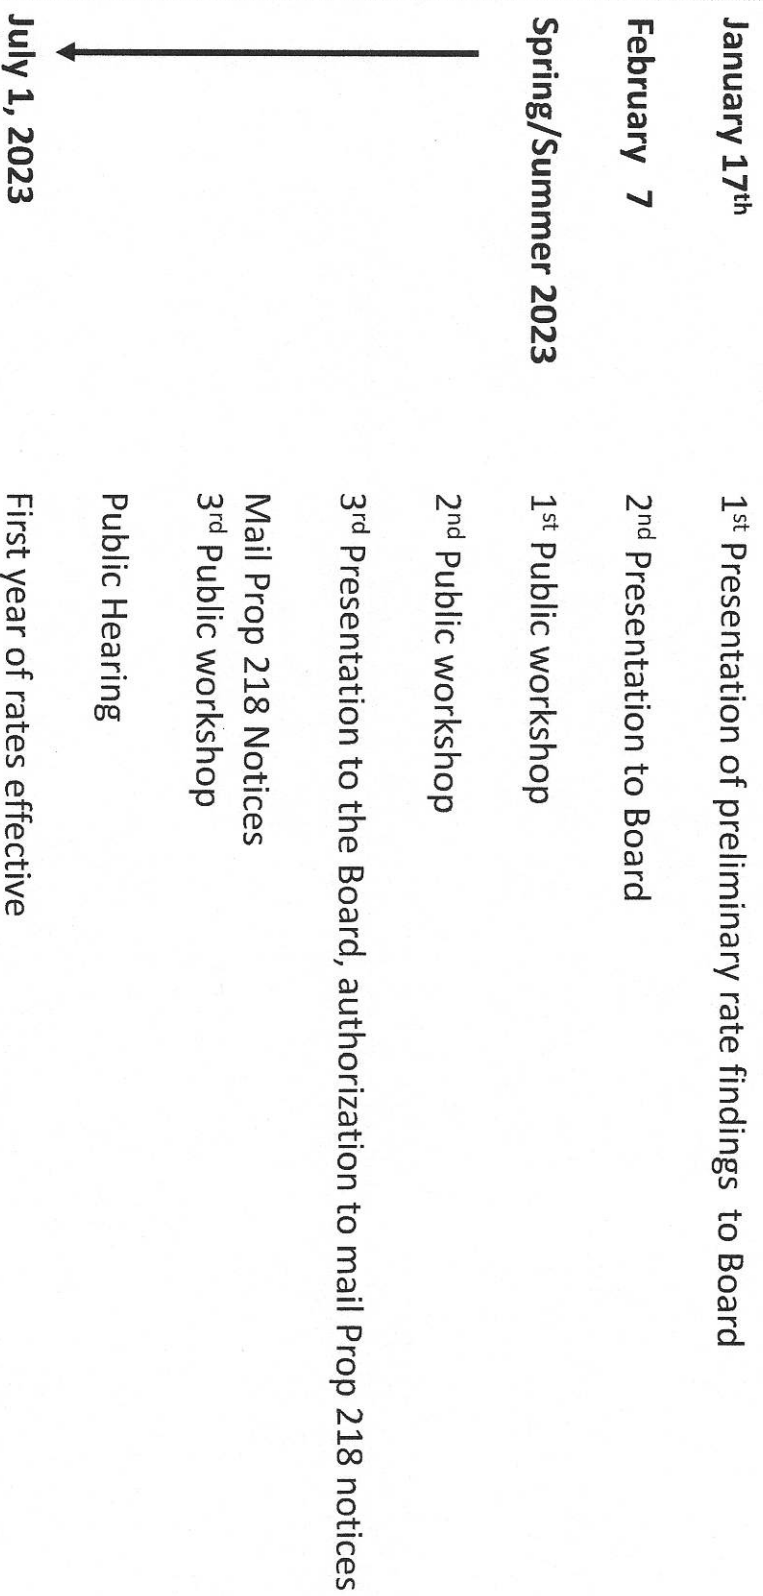 January 17th 1st Presentation of preliminary rate findings to Board
February 7 2nd Presentation to Board
Spring/Summer 2023 1st Public workshop
2nd Public workshop
3rd Presentation to the Board, authorization to mail Prop 218 notices
Mail Prop 218 Notices
3rd Public workshop
Public Hearing
July 1, 2023 First year of rates effective